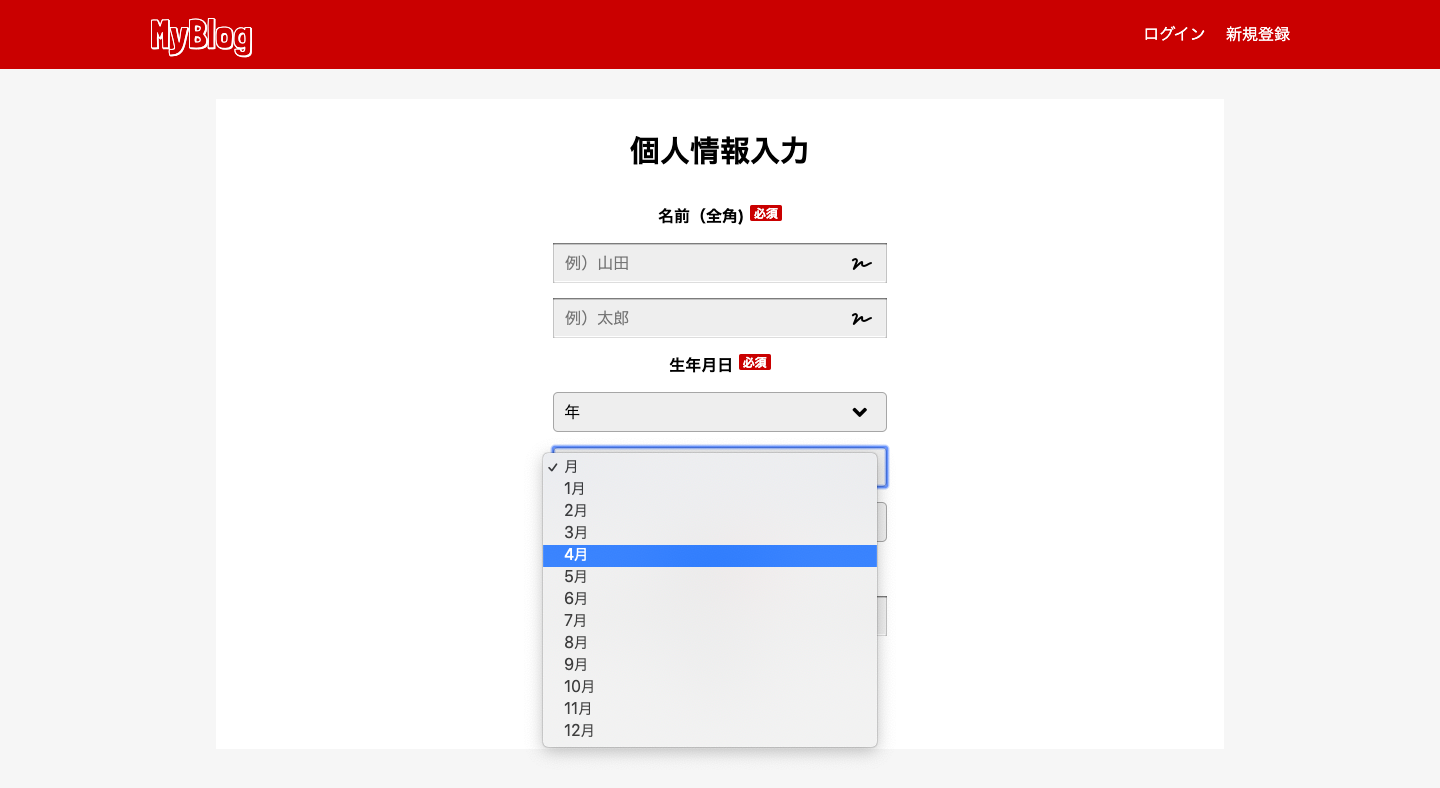 MyBlog
ログイン 新規登録
個人情報入力
名前（全角) 必須
例）山田
例）太郎
生年月日 必須
年
✓ 月
1月
2月
3月
4月
5月
6月
7月
8月
9月
10月
11月
12月